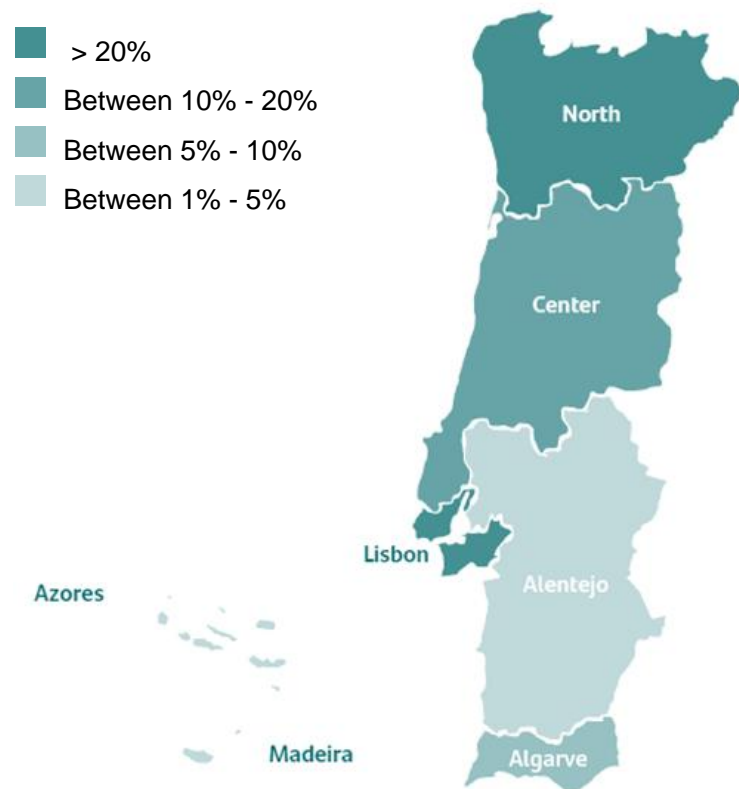 > 20%
Between 10% - 20%
Between 5% - 10%
Between 1% - 5%
North
Center
Lisbon
Alentejo
Azores
Madeira
Algarve